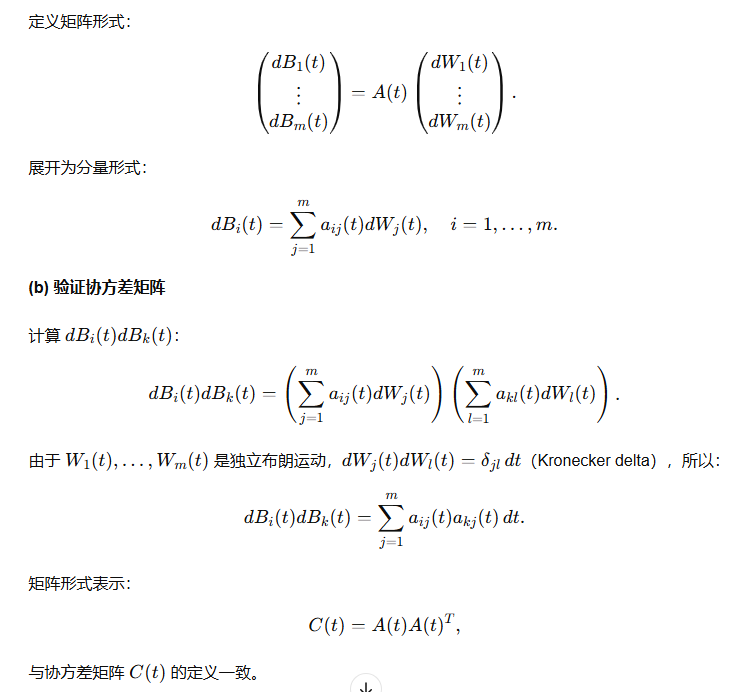 定义矩阵形式：
\begin{pmatrix} dB_1(t) \\ \vdots \\ dB_m(t) \end{pmatrix} = A(t) \begin{pmatrix} dW_1(t) \\ \vdots \\ dW_m(t) \end{pmatrix}.
展开为分量形式：
dB_i(t) = \sum_{j=1}^{m} a_{ij}(t)dW_j(t), \quad i = 1, \ldots, m.
(b) 验证协方差矩阵
计算 dB_i(t)dB_k(t)：
dB_i(t)dB_k(t) = \left( \sum_{j=1}^{m} a_{ij}(t)dW_j(t) \right) \left( \sum_{l=1}^{m} a_{kl}(t)dW_l(t) \right).
由于 W_1(t), \ldots, W_m(t) 是独立布朗运动，dW_j(t)dW_l(t) = \delta_{jl} dt（Kronecker delta），所以：
dB_i(t)dB_k(t) = \sum_{j=1}^{m} a_{ij}(t)a_{kj}(t) dt.
矩阵形式表示：
C(t) = A(t)A(t)^T,
与协方差矩阵 C(t) 的定义一致。